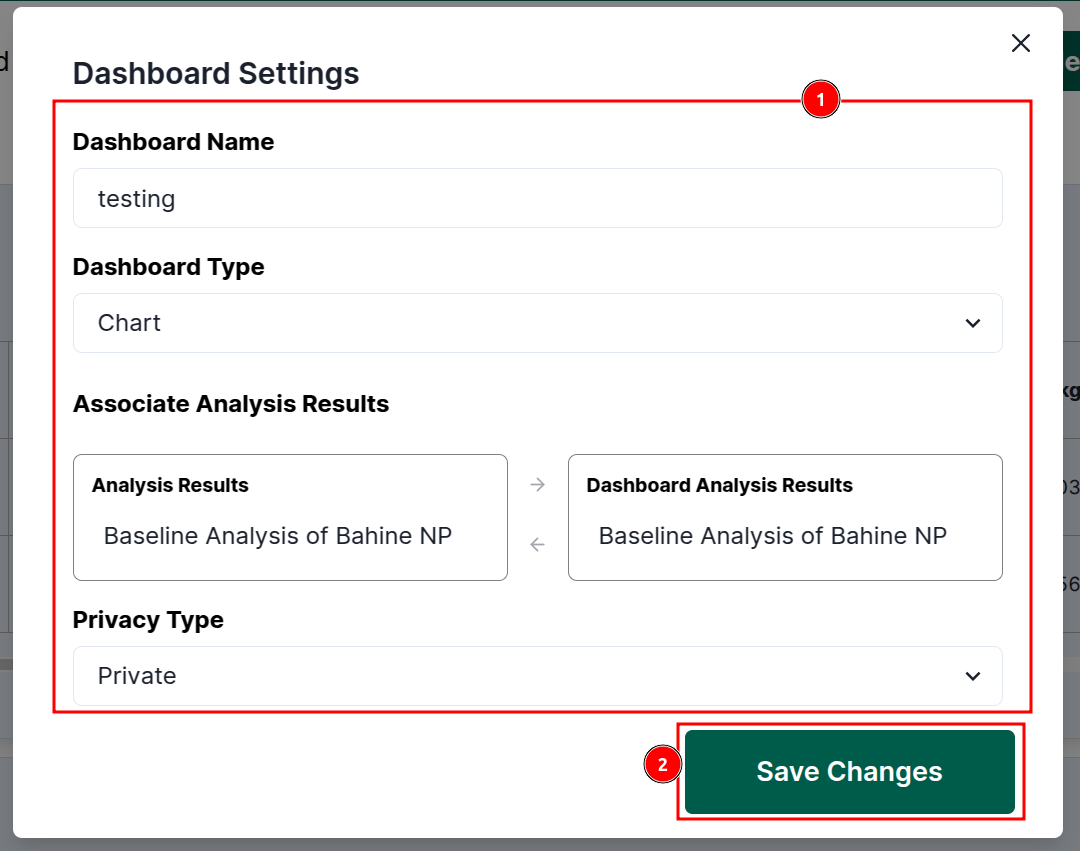 Dashboard Settings
1
Dashboard Name
testing
Dashboard Type
Chart
Associate Analysis Results
Analysis Results
Baseline Analysis of Bahine NP
Dashboard Analysis Results
Baseline Analysis of Bahine NP
Privacy Type
Private
2
Save Changes